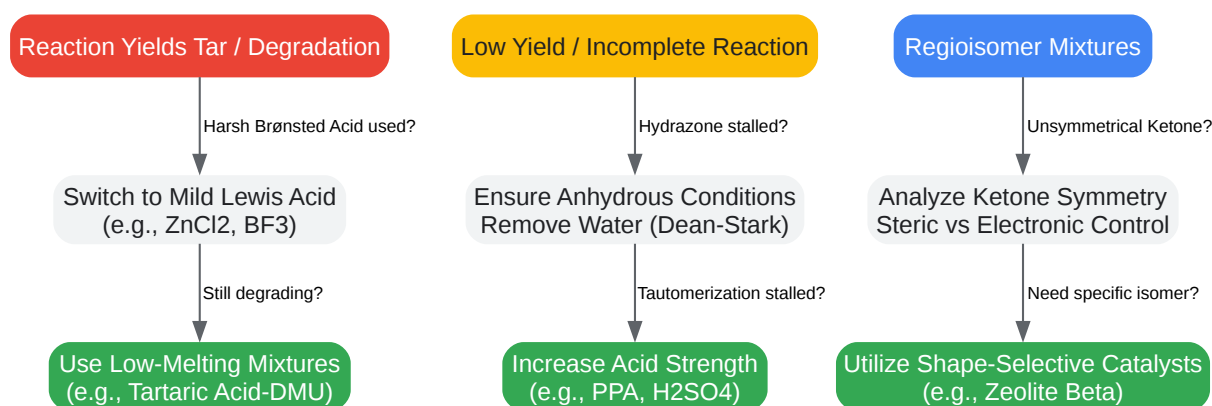 Reaction Yields Tar / Degradation
Low Yield / Incomplete Reaction
Regioisomer Mixtures
Harsh Brønsted Acid used?
Hydrazone stalled?
Unsymmetrical Ketone?
Switch to Mild Lewis Acid
(e.g., ZnCl2, BF3)
Ensure Anhydrous Conditions
Remove Water (Dean-Stark)
Analyze Ketone Symmetry
Steric vs Electronic Control
Still degrading?
Tautomerization stalled?
Need specific isomer?
Use Low-Melting Mixtures
(e.g., Tartaric Acid-DMU)
Increase Acid Strength
(e.g., PPA, H2SO4)
Utilize Shape-Selective Catalysts
(e.g., Zeolite Beta)